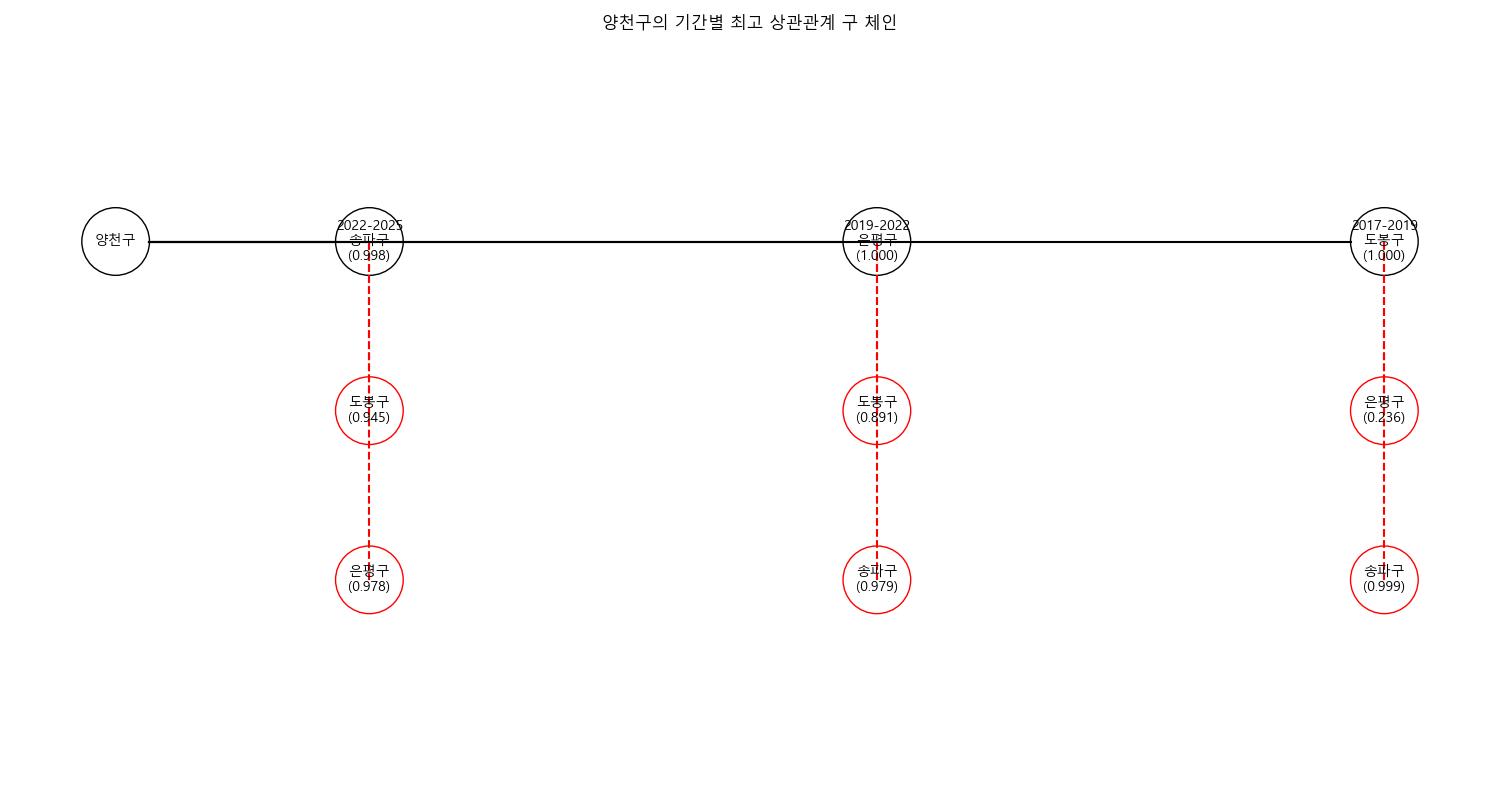 양천구의 기간별 최고 상관관계 구 체인
양천구
2022-2025
송파구
(0.998)
2019-2022
은평구
(1.000)
2017-2019
도봉구
(1.000)
도봉구
(0.945)
도봉구
(0.891)
은평구
(0.236)
은평구
(0.978)
송파구
(0.979)
송파구
(0.999)